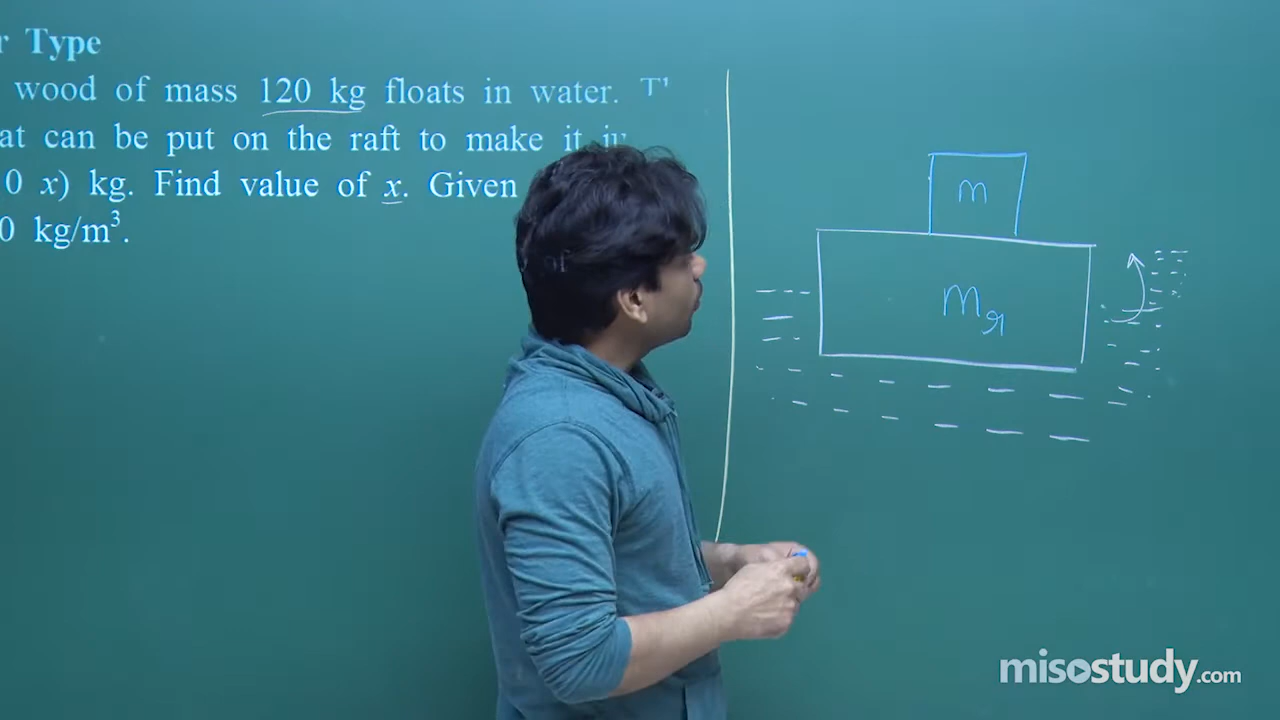 r Type
wood of mass 120 kg floats in water.
at can be put on the raft to make it
0 x) kg. Find value of x. Given
of
0 kg/m³.
m
m
misostudy.com